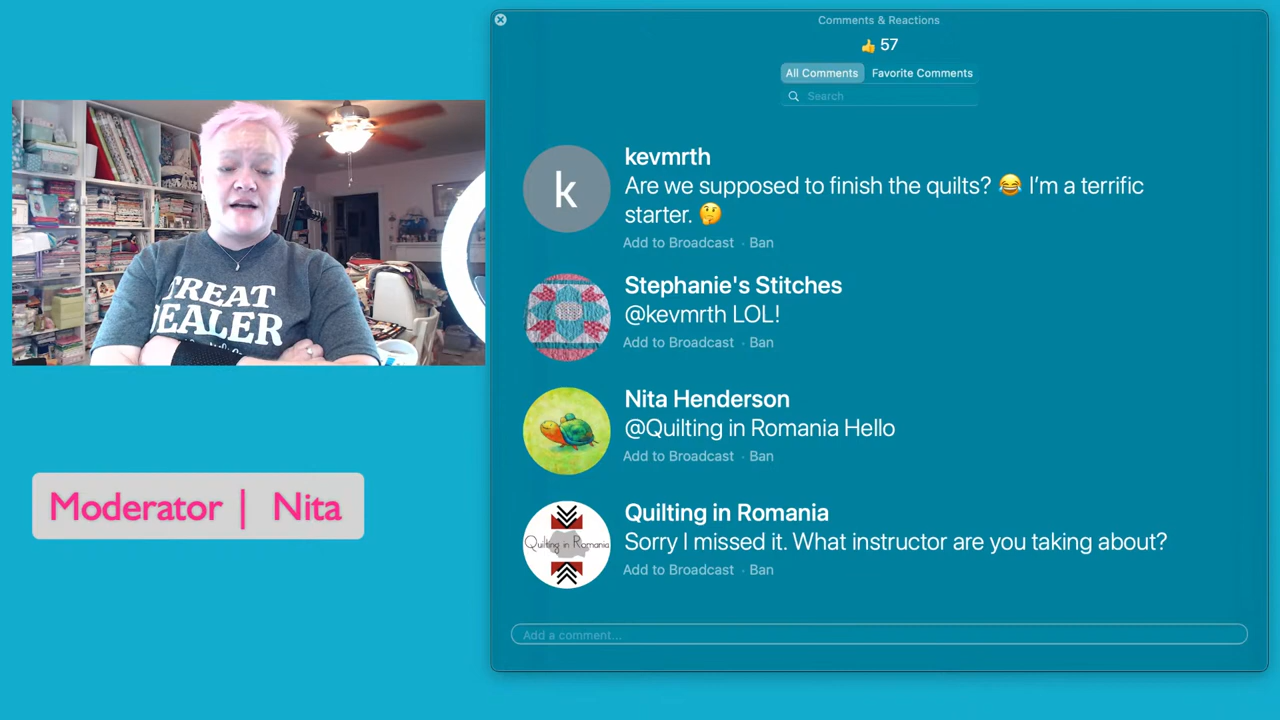 Comments & Reactions
👍 57
All Comments Favorite Comments
Search
k
kevmrth
Are we supposed to finish the quilts? 😂 I'm a terrific
starter. 🤔
Add to Broadcast · Ban
Stephanie's Stitches
@kevmrth LOL!
Add to Broadcast · Ban
Nita Henderson
@Quilting in Romania Hello
Add to Broadcast · Ban
Quilting in Romania
Quilting in Romania
Sorry I missed it. What instructor are you taking about?
Add to Broadcast · Ban
Add a comment...
TREAT
DEALER
Moderator | Nita